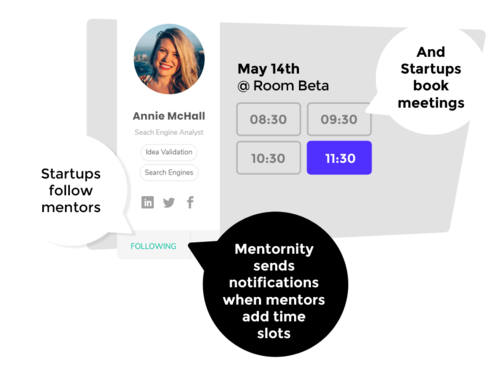 And
Startups
book
meetings
May 14th
@ Room Beta
08:30
09:30
10:30
11:30
Annie McHall
Seach Engine Analyst
Idea Validation
Search Engines
Startups
follow
mentors
FOLLOWING
Mentornity
sends
notifications
when mentors
add time
slots